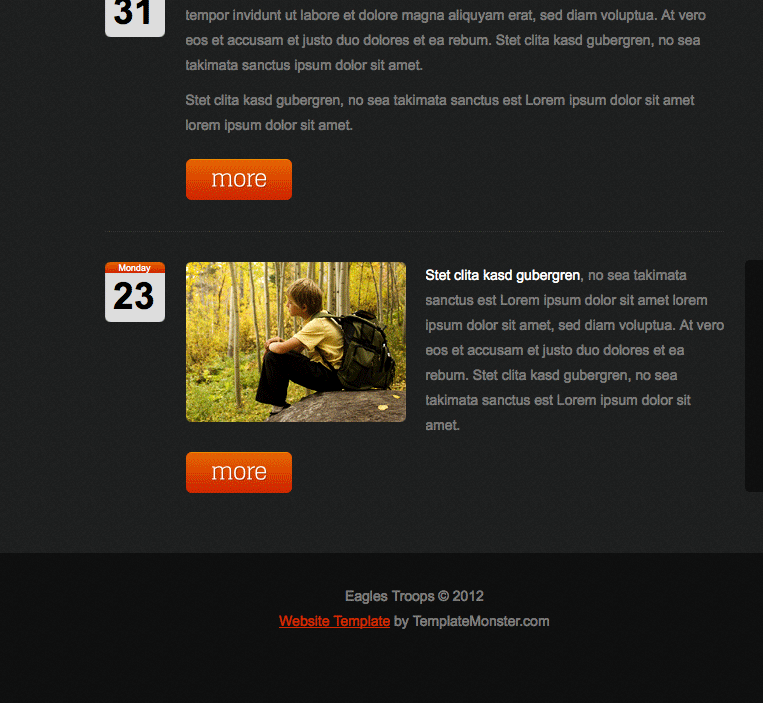 31
tempor invidunt ut labore et dolore magna aliquyam erat, sed diam voluptua. At vero
eos et accusam et justo duo dolores et ea rebum. Stet clita kasd gubergren, no sea
takimata sanctus ipsum dolor sit amet.
Stet clita kasd gubergren, no sea takimata sanctus est Lorem ipsum dolor sit amet
lorem ipsum dolor sit amet.
more
Monday
23
Stet clita kasd gubergren, no sea takimata
sanctus est Lorem ipsum dolor sit amet lorem
ipsum dolor sit amet, sed diam voluptua. At vero
eos et accusam et justo duo dolores et ea
rebum. Stet clita kasd gubergren, no sea
takimata sanctus est Lorem ipsum dolor sit
amet.
more
Eagles Troops © 2012
Website Template by TemplateMonster.com